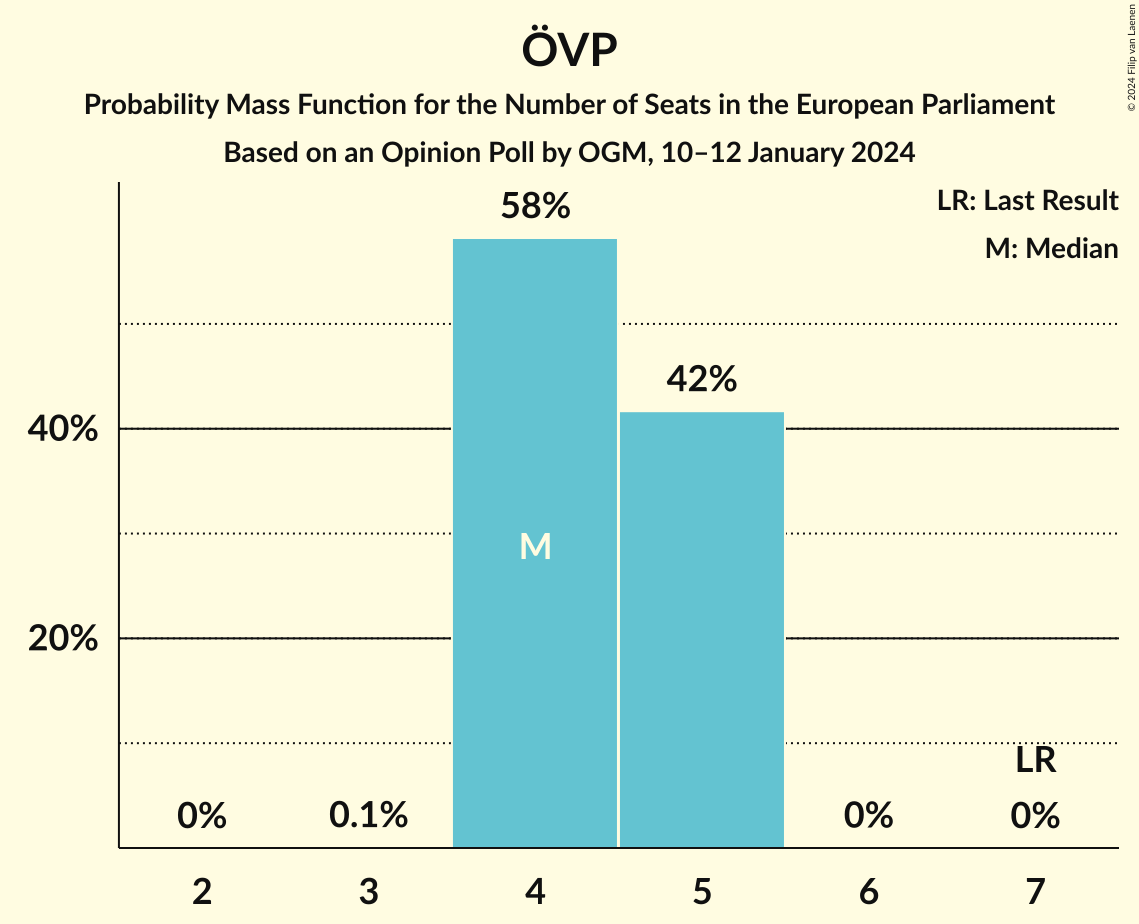 ÖVP
Probability Mass Function for the Number of Seats in the European Parliament
Based on an Opinion Poll by OGM, 10–12 January 2024
© 2024 Filip van Laenen
LR: Last Result
M: Median
58%
42%
40%
M
20%
LR
0%
0.1%
0%
0%
2
3
4
5
6
7